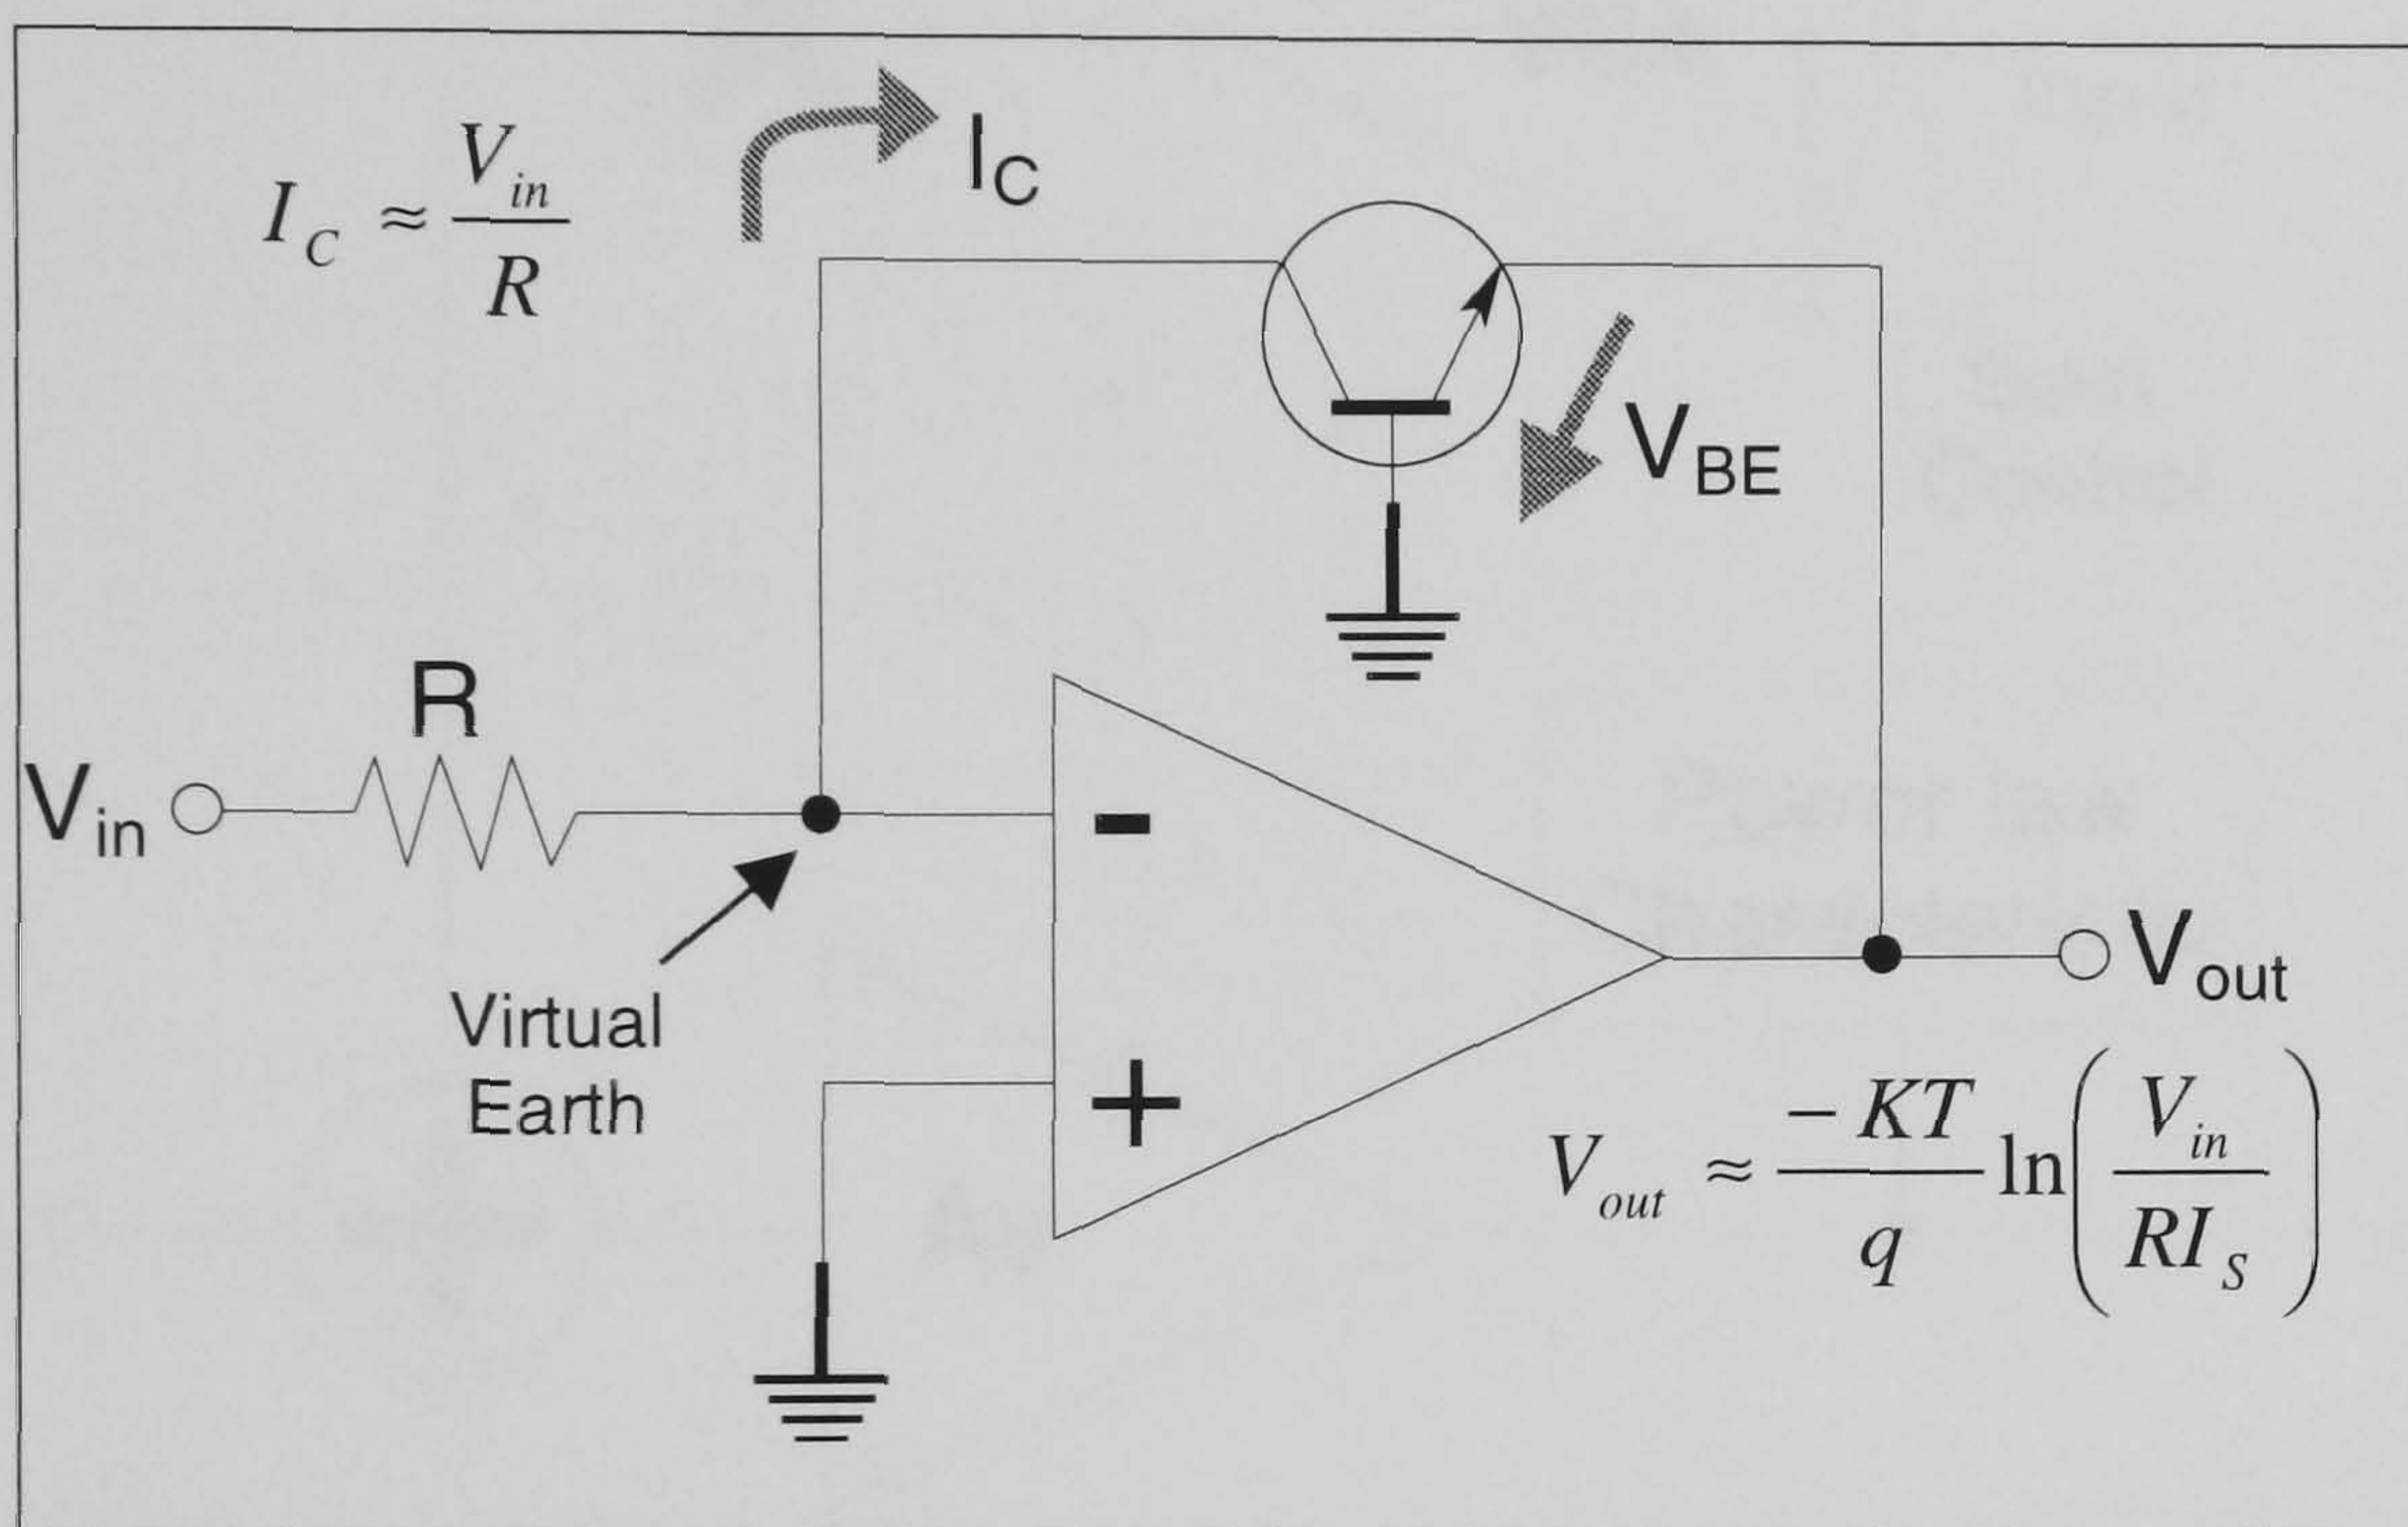 I_C ≈ V_in / R
I_C
V_BE
R
V_in
-
Virtual
Earth
+
V_out
V_out ≈ -KT / q ln( V_in / RI_S )